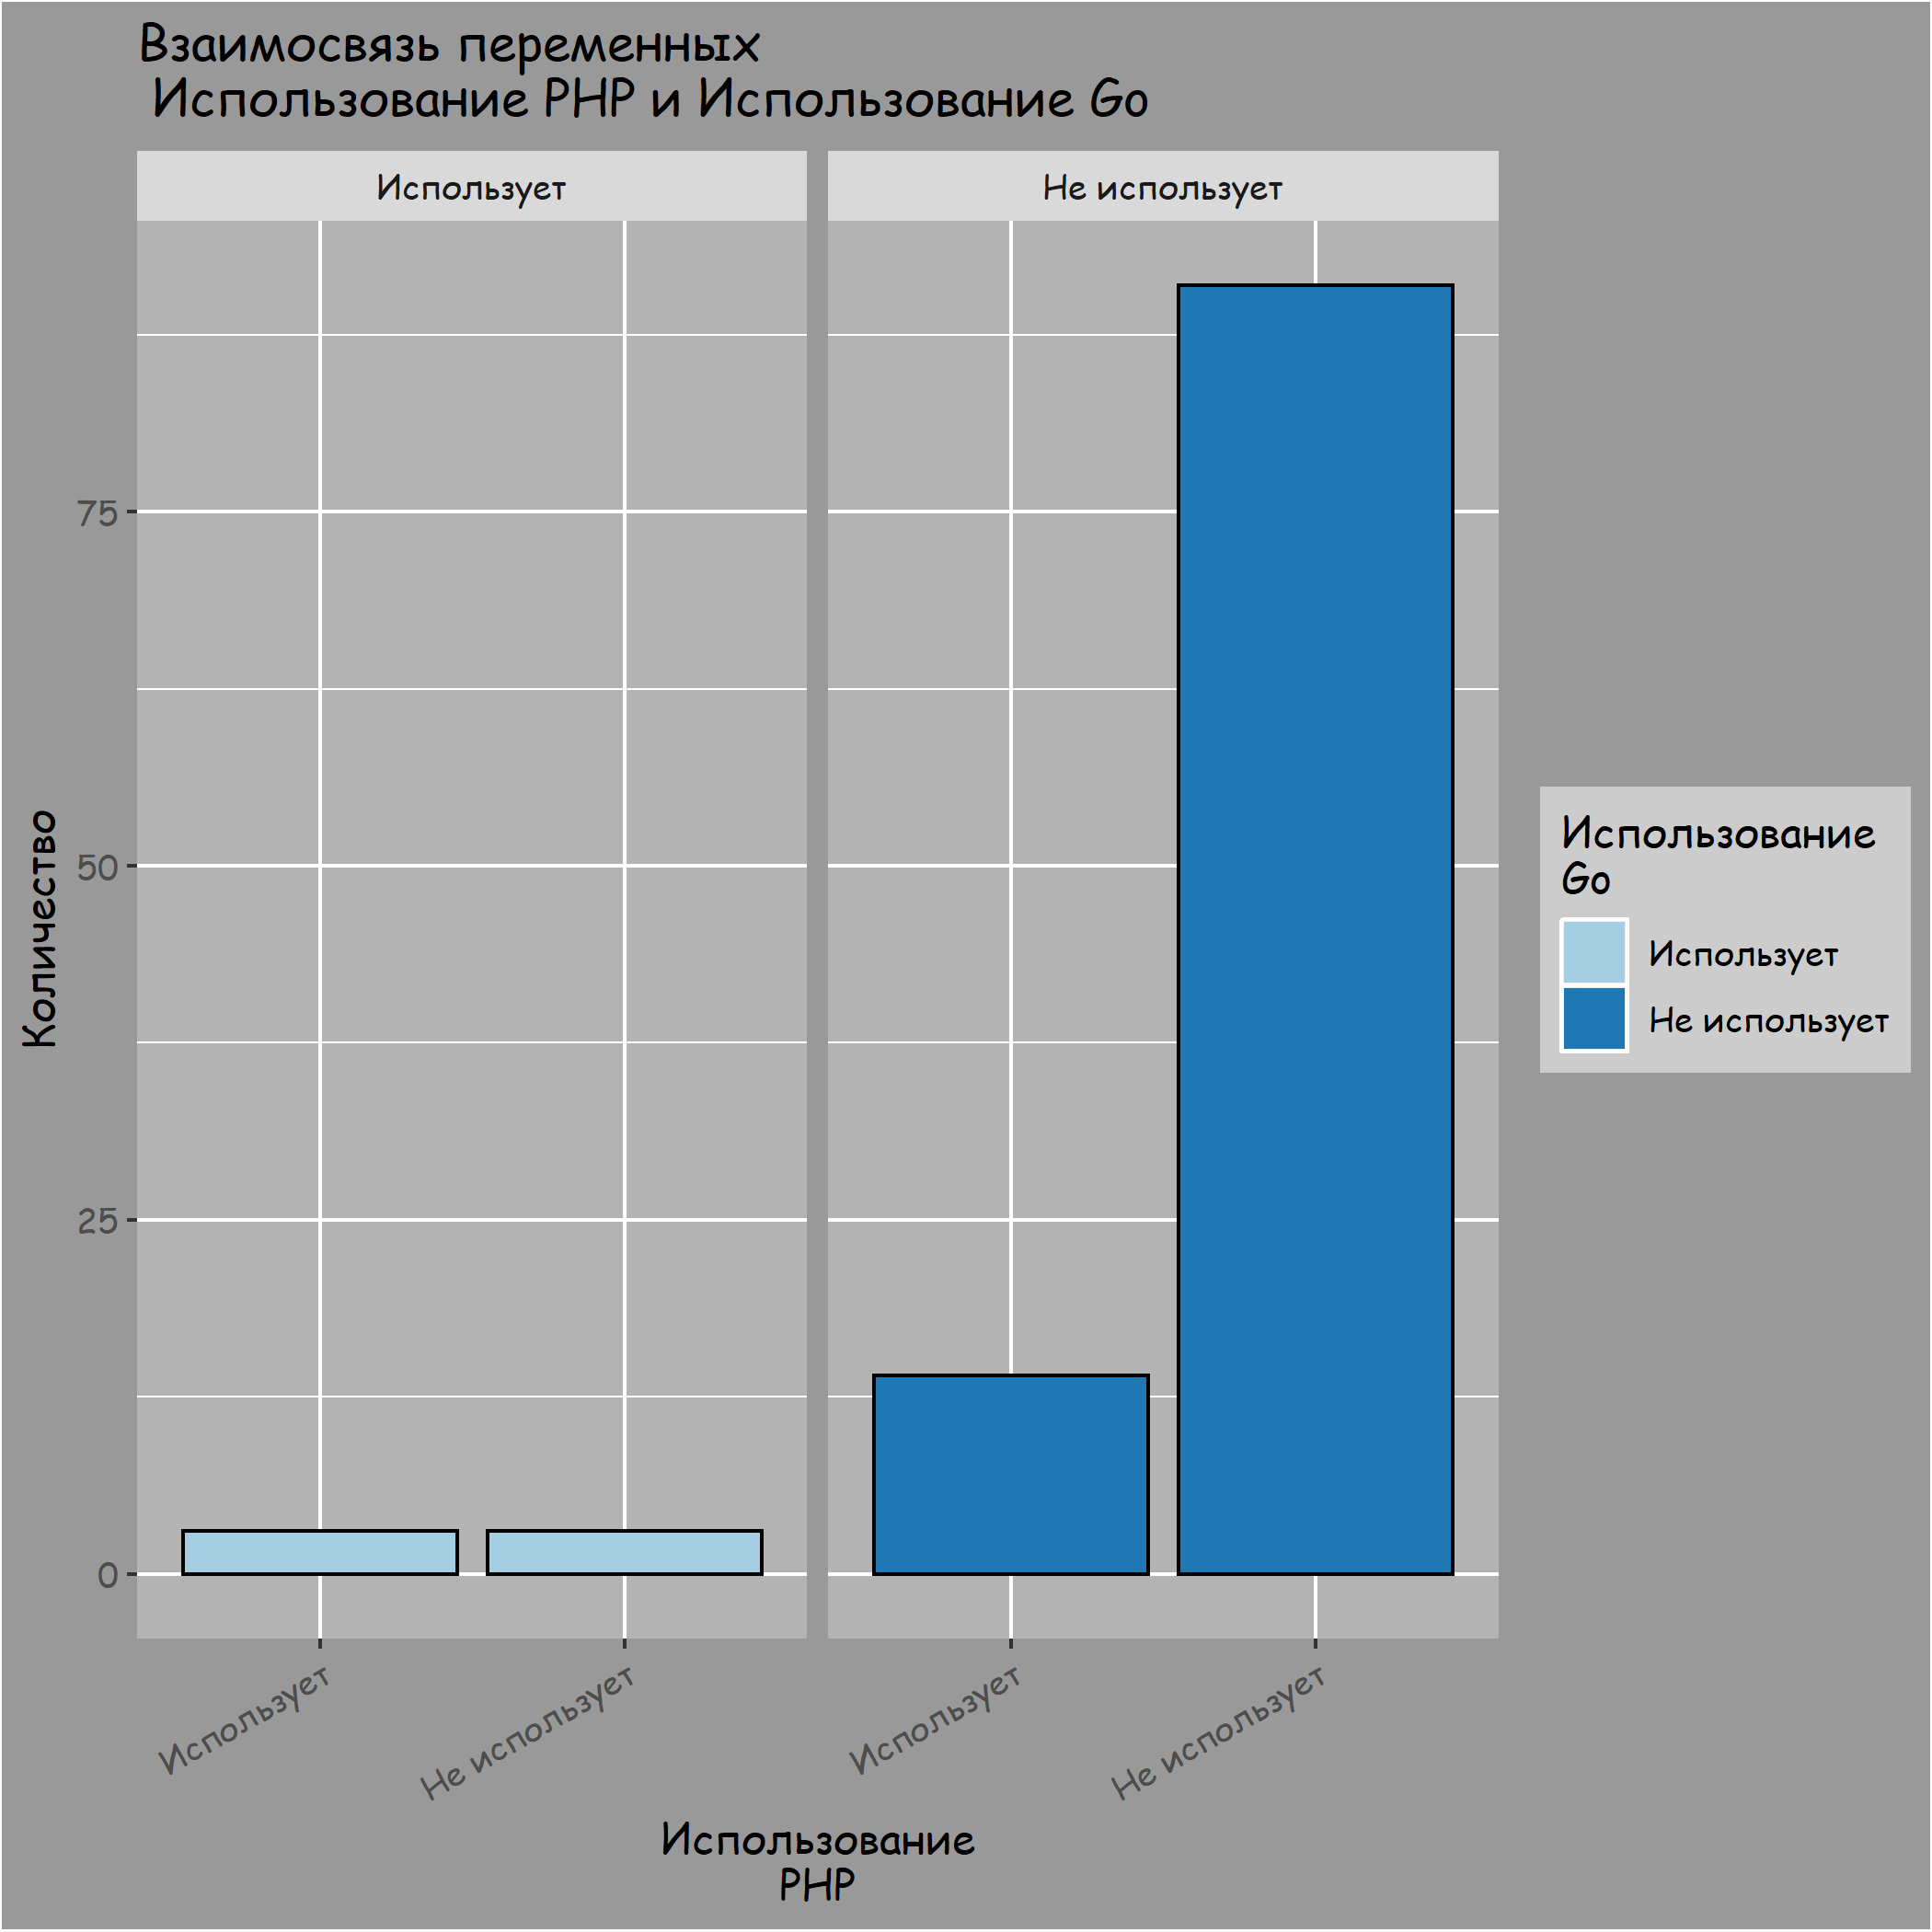 Взаимосвязь переменных
Использование PHP и Использование Go
Использует
Не использует
Количество
75
50
25
0
Использует
Не использует
Использует
Не использует
Использование
PHP
Использование
Go
Использует
Не использует